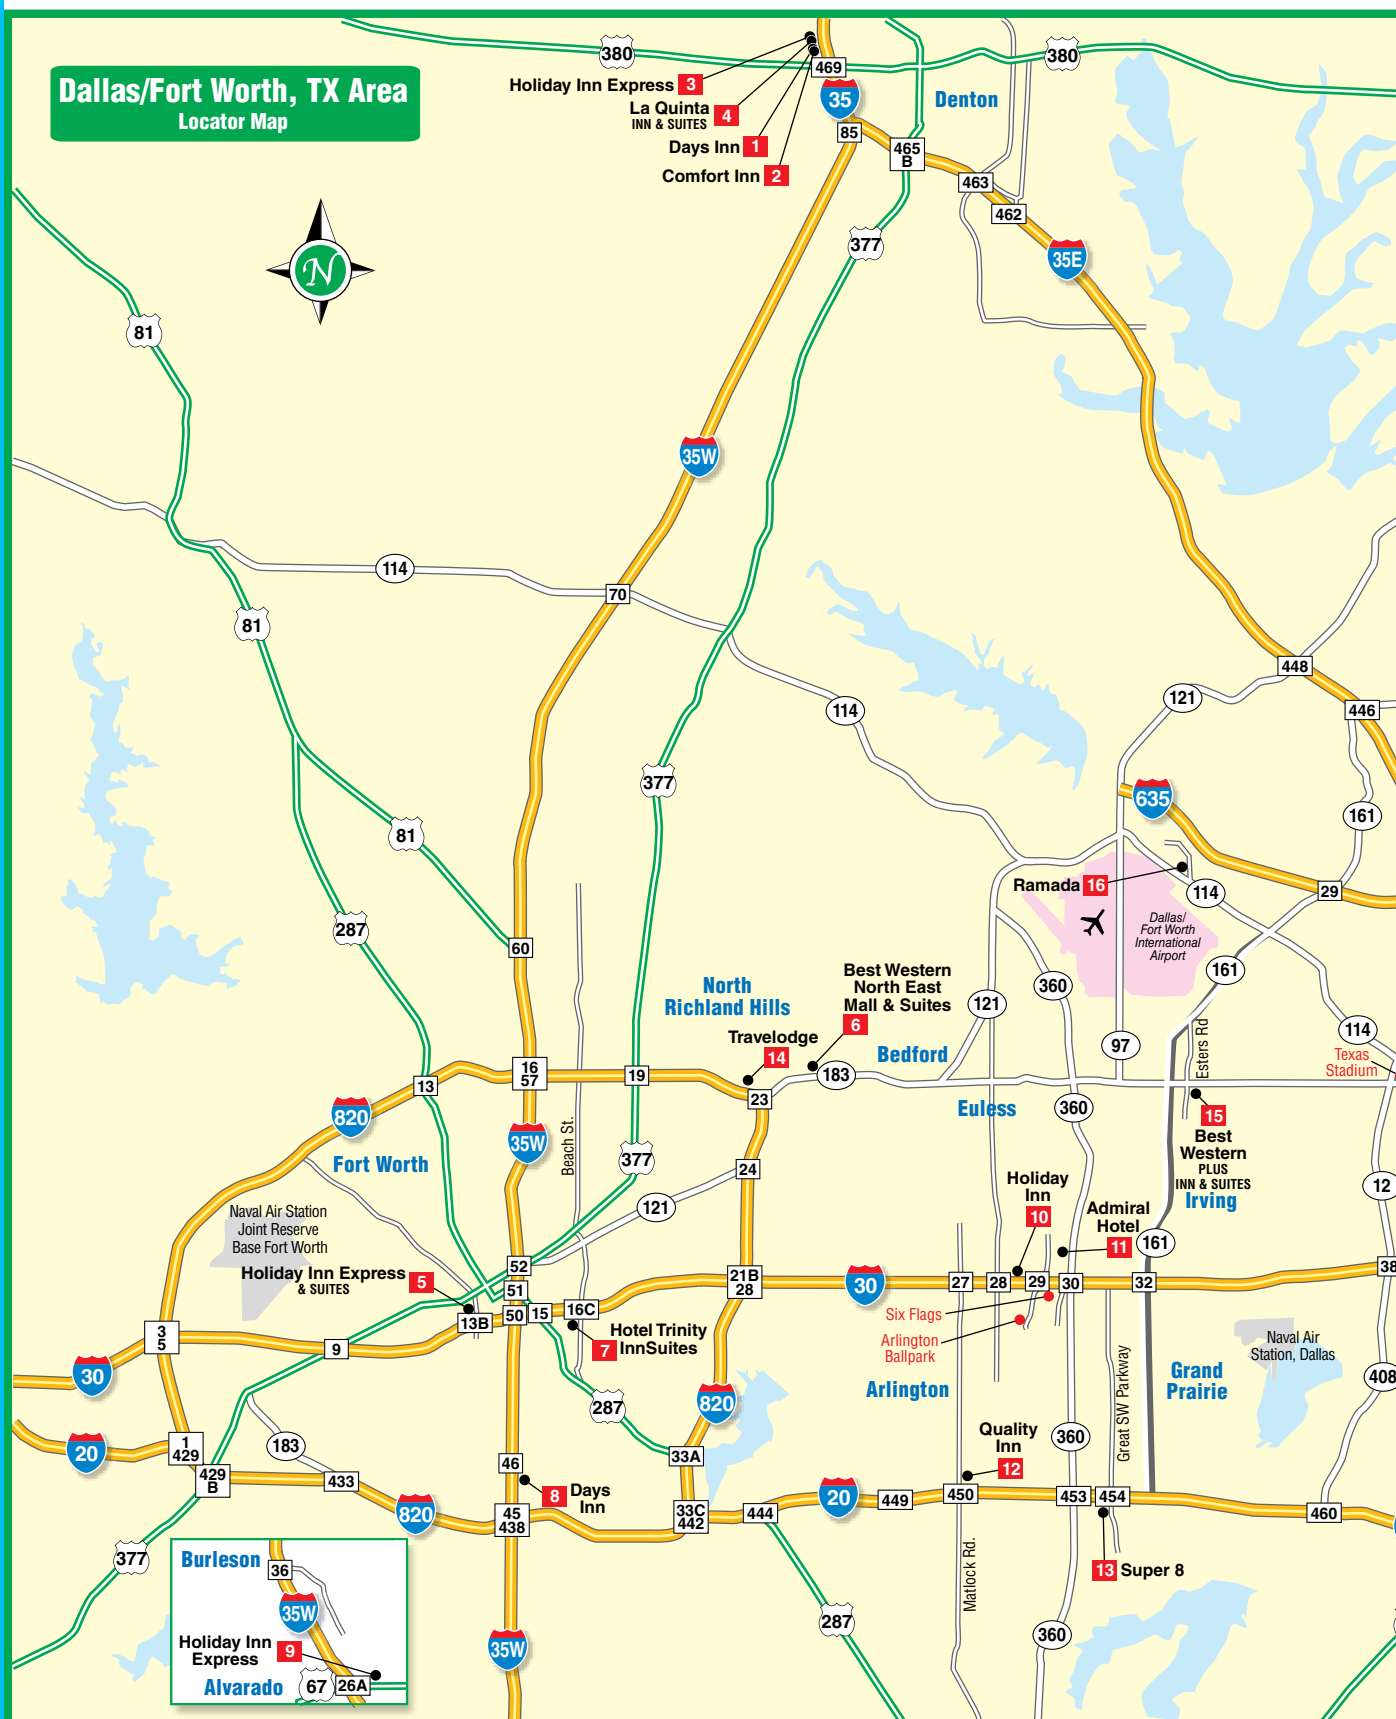 Dallas/Fort Worth, TX Area
Locator Map
380
380
469
35
Denton
Holiday Inn Express 3
La Quinta 4
INN & SUITES
Days Inn 1
Comfort Inn 2
85
465
B
463
462
377
35E
N
81
35W
114
70
81
448
121
114
446
377
635
161
81
Ramada 16
114
29
287
60
Dallas/
Fort Worth
International
Airport
161
North
Richland Hills
Best Western
North East
Mall & Suites
6
360
121
114
Travelodge
14
Bedford
97
Esters Rd
Texas
Stadium
13
16
57
19
183
23
820
35W
Beach St.
Euless
360
15
Best
Western
PLUS
INN & SUITES
Irving
Fort Worth
377
24
12
Holiday
Inn
10
Admiral
Hotel
11
121
Naval Air Station
Joint Reserve
Base Fort Worth
161
52
Holiday Inn Express 5
& SUITES
51
21B
28
30
27
28
29
30
32
38
13B
50
15
16C
Six Flags
3
5
9
Hotel Trinity
7 InnSuites
Arlington
Ballpark
Naval Air
Station, Dallas
30
Arlington
Great SW Parkway
Grand
Prairie
408
287
820
183
20
1
429
Quality
Inn
12
360
46
33A
429
B
433
8 Days
Inn
820
45
438
33C
442
444
20
449
450
453
454
460
377
Matlock Rd.
13 Super 8
Burleson
36
35W
Holiday Inn
Express 9
Alvarado
67
26A
35W
287
360